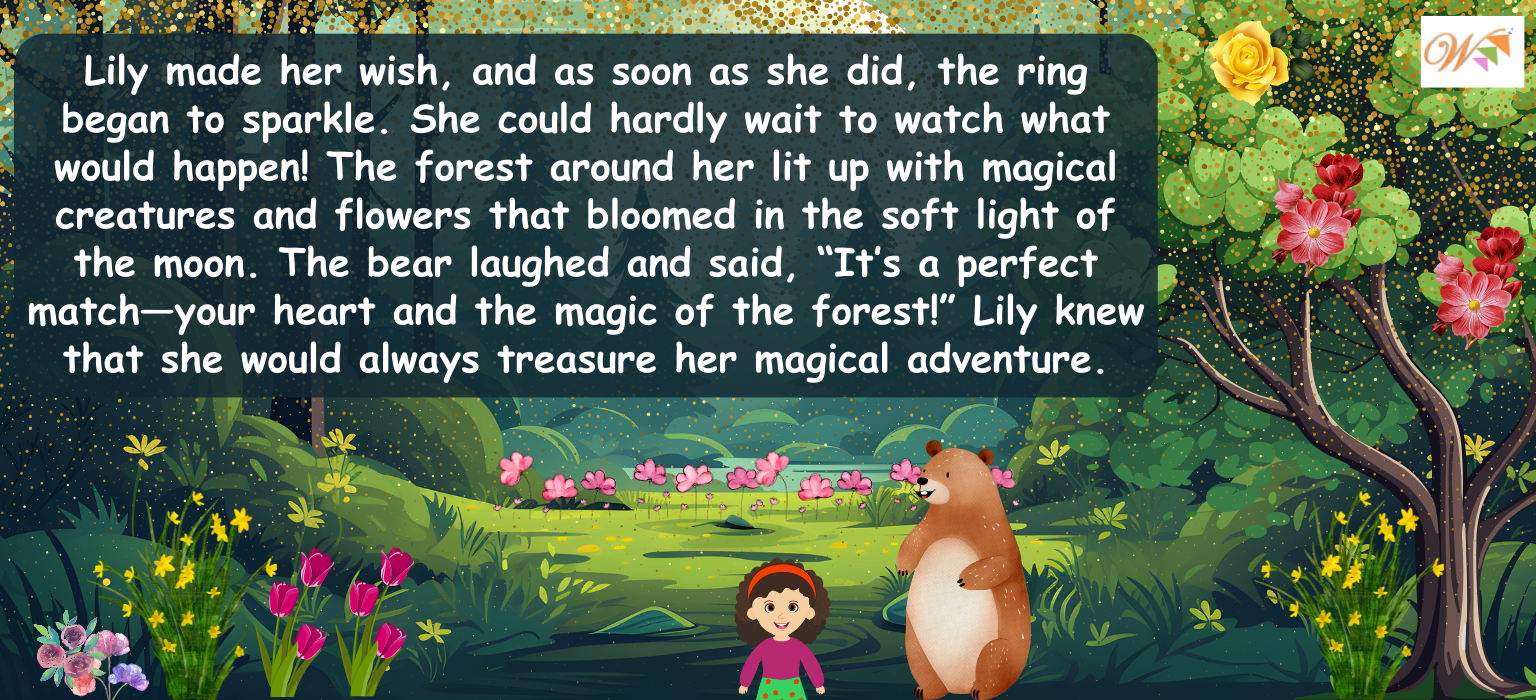 Lily made her wish, and as soon as she did, the ring
began to sparkle. She could hardly wait to watch what
would happen! The forest around her lit up with magical
creatures and flowers that bloomed in the soft light of
the moon. The bear laughed and said, “It’s a perfect
match—your heart and the magic of the forest!” Lily knew
that she would always treasure her magical adventure.
W